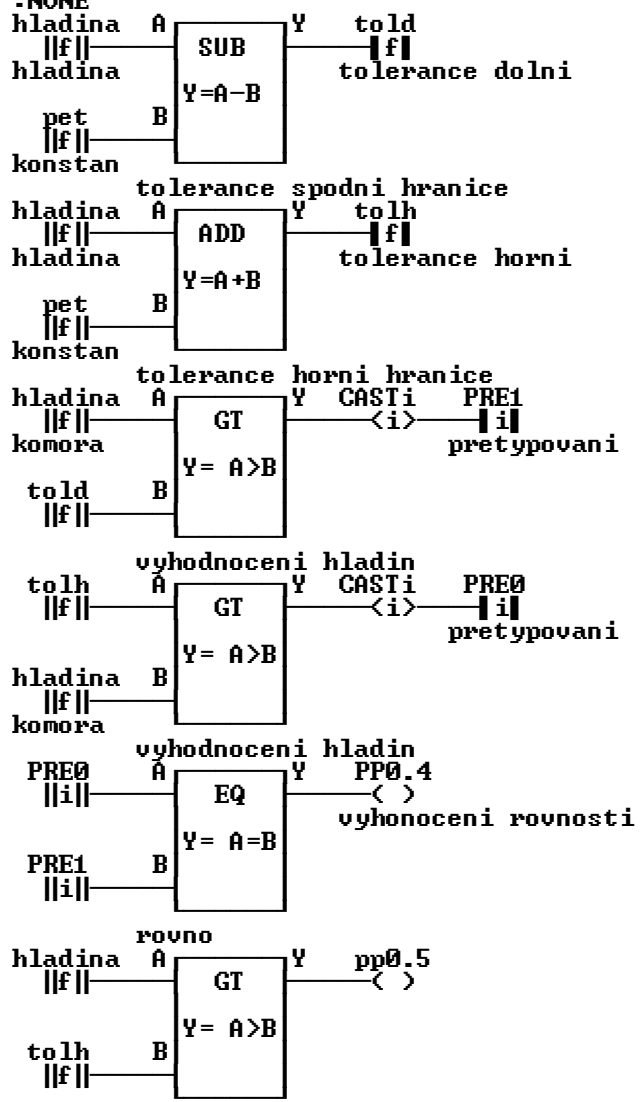 .NONE
hladina A Y told
||f|| SUB f
hladina tolerance dolni
Y=A-B
pet B
||f||
konstan
tolerance spodni hranice
hladina A Y tolh
||f|| ADD f
hladina tolerance horni
Y=A+B
pet B
||f||
konstan
tolerance horni hranice
hladina A Y CASTi PRE1
||f|| GT <i> i
komora pretypovani
Y= A>B
told B
||f||
vyhodnoceni hladin
tolh A Y CASTi PRE0
||f|| GT <i> i
pretypovani
Y= A>B
hladina B
||f||
komora
vyhodnoceni hladin
PRE0 A Y PP0.4
||i|| EQ ( )
vyhonoceni rovnosti
Y= A=B
PRE1 B
||i||
rovno
hladina A Y pp0.5
||f|| GT ( )
Y= A>B
tolh B
||f||